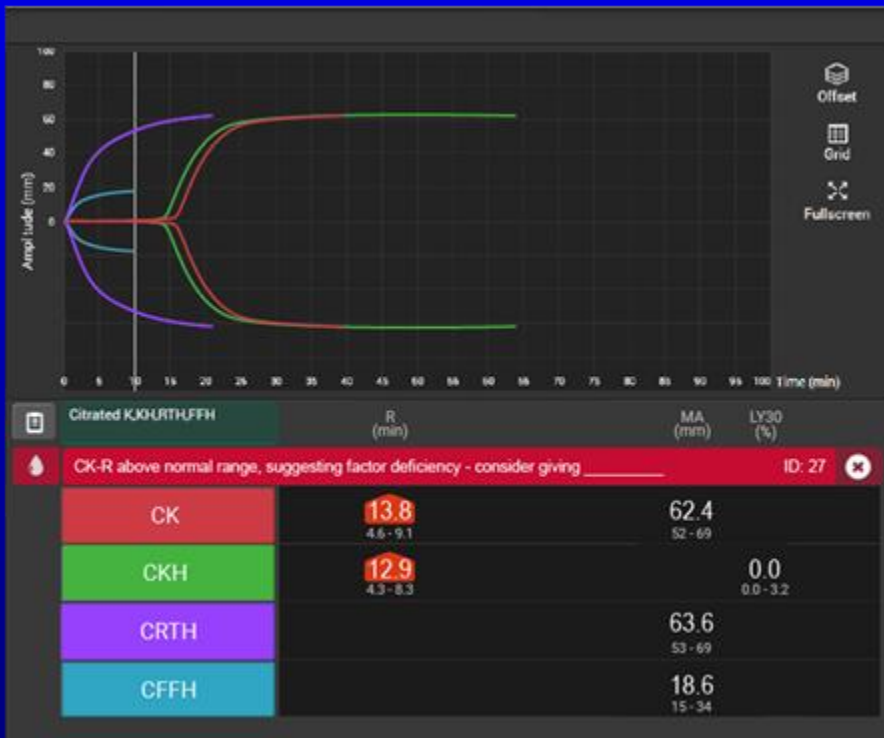 100
80
60
40
20
0
Amplitude (mm)
Offset
Grid
Fullscreen
0 5 10 15 20 25 30 35 40 45 50 55 60 65 70 75 80 85 90 95 100 Time (min)
Citrated K,KH,RTH,FFH
R (min)
MA (mm)
LY30 (%)
CK-R above normal range, suggesting factor deficiency - consider giving ________ ID: 27
CK 13.8 62.4
4.6 - 9.1 52 - 69
CKH 12.9 0.0
4.3 - 8.3 0.0 - 3.2
CRTH 63.6
53 - 69
CFFH 18.6
15 - 34